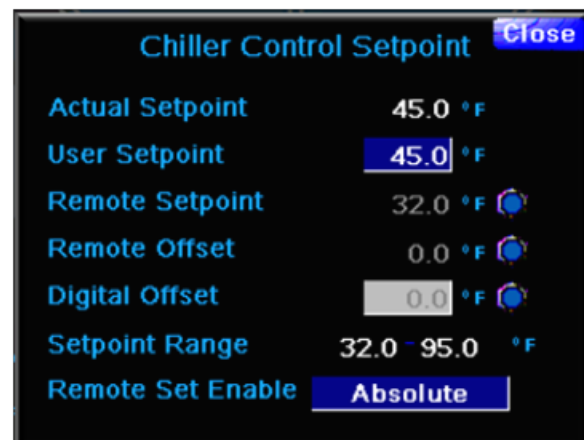 Chiller Control Setpoint Close
Actual Setpoint 45.0 °F
User Setpoint 45.0 °F
Remote Setpoint 32.0 °F
Remote Offset 0.0 °F
Digital Offset 0.0 °F
Setpoint Range 32.0 - 95.0 °F
Remote Set Enable Absolute